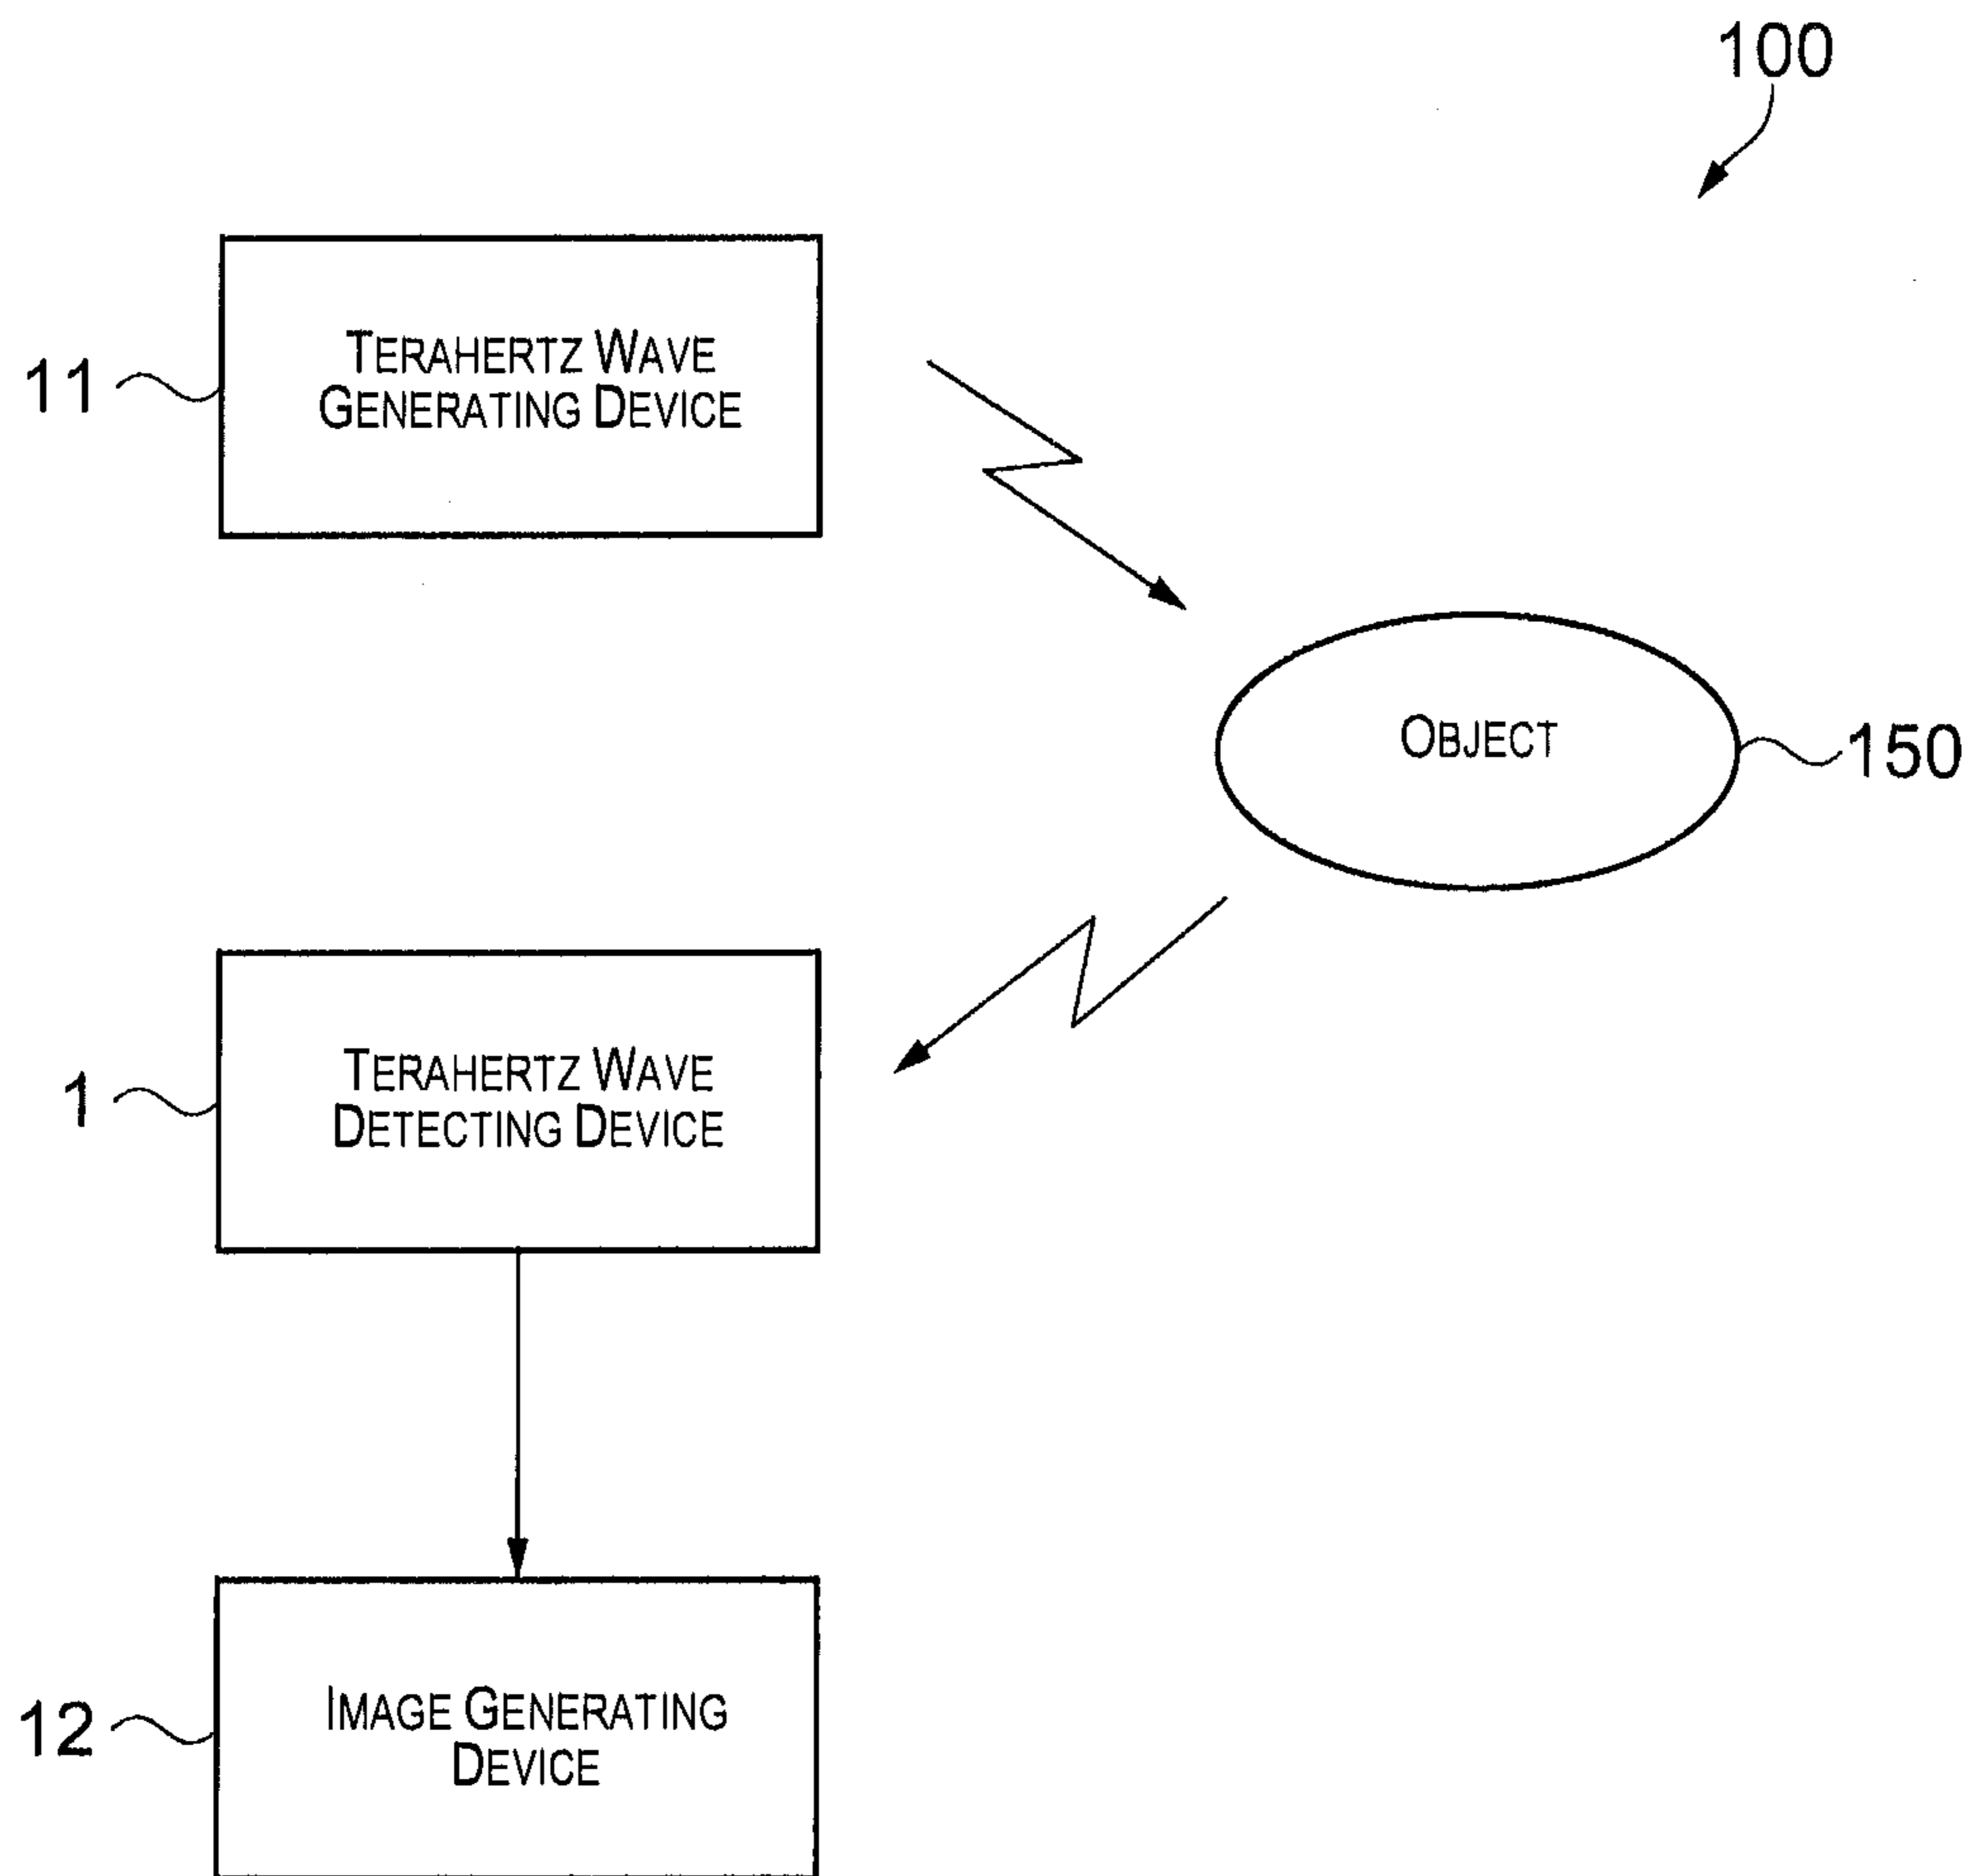 100
11
TERAHERTZ WAVE
GENERATING DEVICE
OBJECT
150
1
TERAHERTZ WAVE
DETECTING DEVICE
12
IMAGE GENERATING
DEVICE